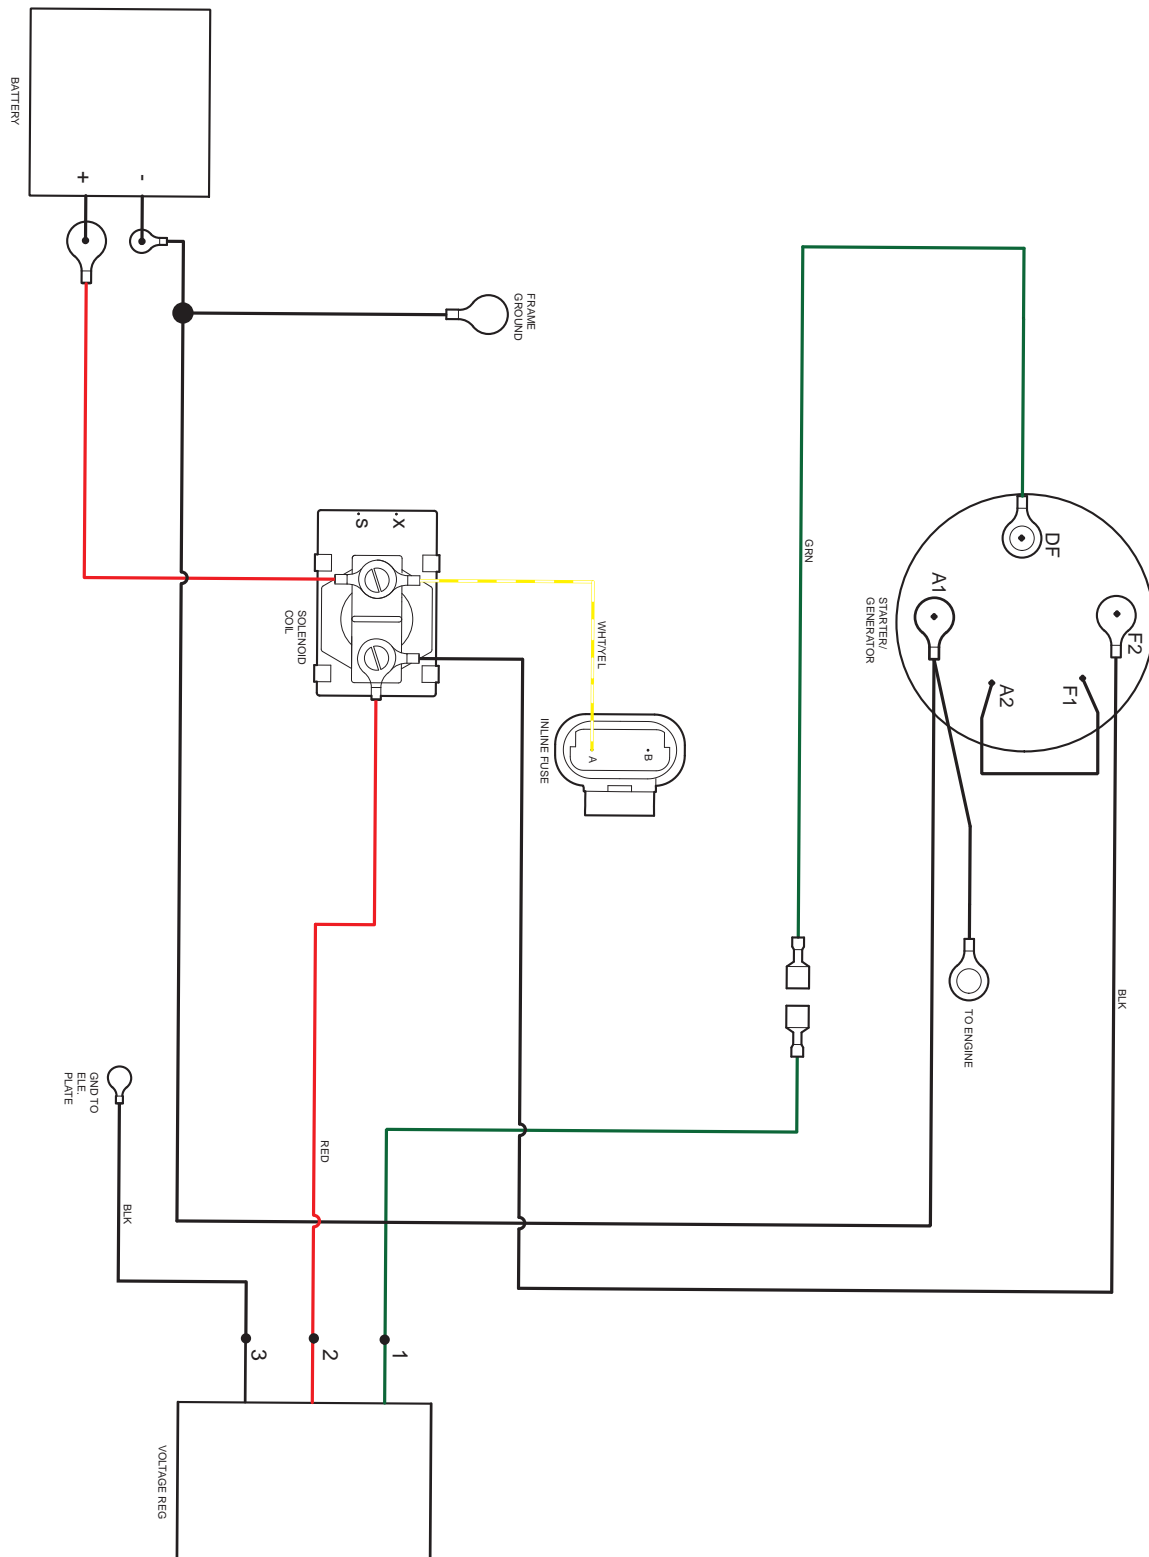 BATTERY
+
-
FRAME
GROUND
X
S
SOLENOID
COIL
WHT/YEL
INLINE FUSE
A
B
GRN
DF
A1
F2
STARTER/
GENERATOR
A2
F1
TO ENGINE
BLK
GND TO
ELE.
PLATE
BLK
RED
3
2
1
VOLTAGE REG